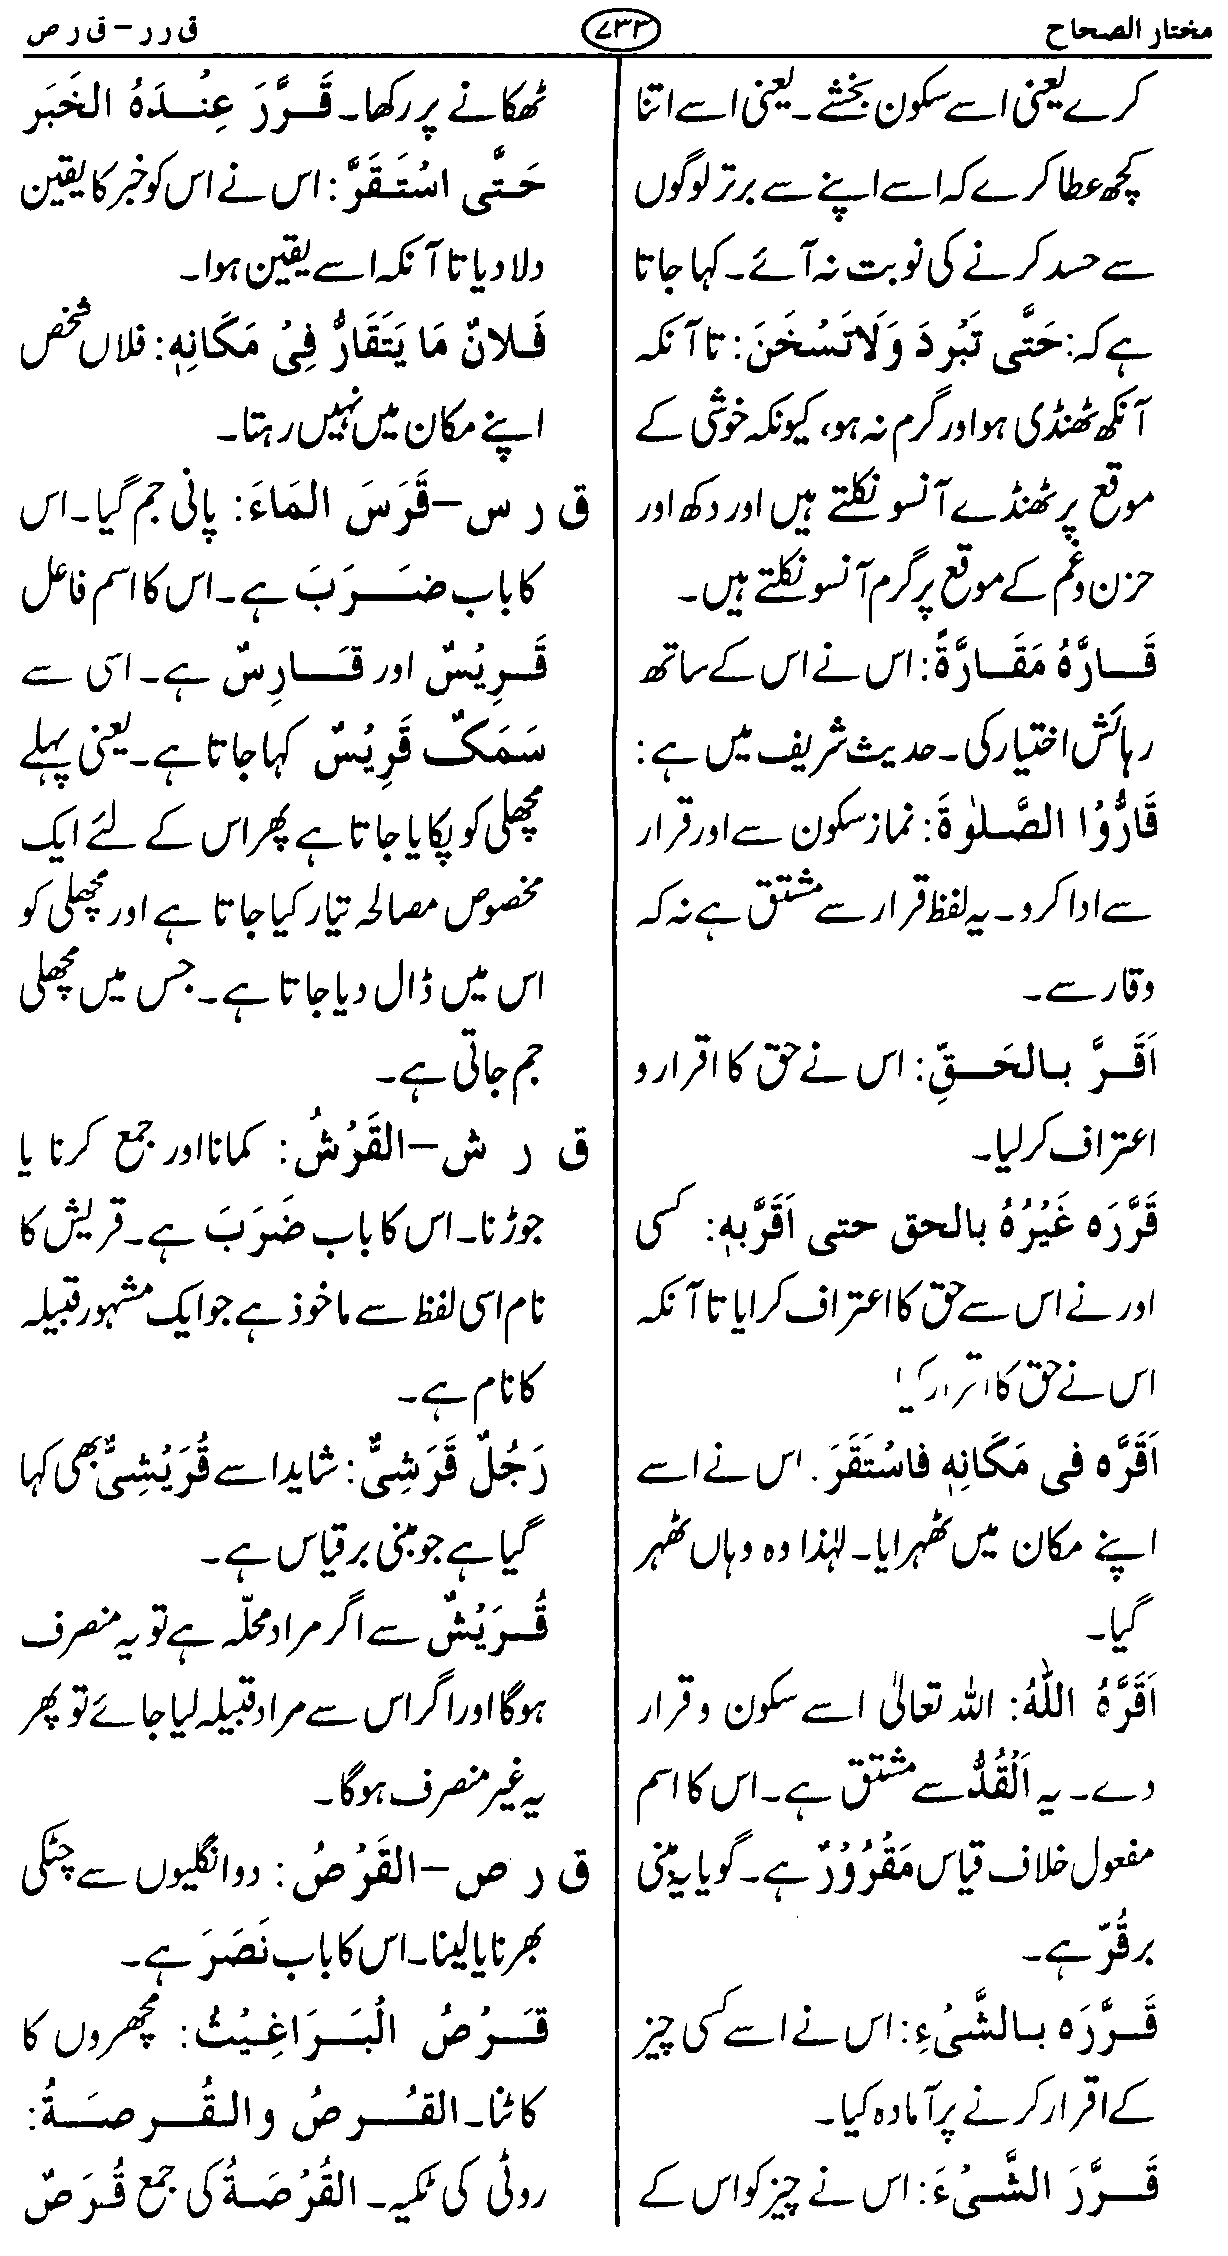 مختار الصحاح
۷۳۳
ق ر ر – ق ر ص
کرے یعنی اسے سکون بخشے۔ یعنی اسے اتنا
کچھ عطا کرے کہ اسے اپنے سے برتر لوگوں
سے حسد کرنے کی نوبت نہ آئے۔ کہا جاتا
ہے کہ: حَتّٰى تَبْرُدَ وَلَا تَسْخَنَ: تا آنکہ
آنکھ ٹھنڈی ہو اور گرم نہ ہو، کیونکہ خوشی کے
موقع پر ٹھنڈے آنسو نکلتے ہیں اور دکھ اور
حزن و غم کے موقع پر گرم آنسو نکلتے ہیں۔
قَارَّهُ مَقَارَّةً: اس نے اس کے ساتھ
رہائش اختیار کی۔ حدیث شریف میں ہے:
قَارُّوْا الصَّلٰوةَ: نماز سکون سے اور قرار
سے ادا کرو۔ یہ لفظ قرار سے مشتق ہے نہ کہ
وقار سے۔
اَقَرَّ بِالحَقِّ: اس نے حق کا اقرار و
اعتراف کر لیا۔
قَرَّرَه غَيْرُهُ بالحق حتى اَقَرَّبِهٖ: کسی
اور نے اس سے حق کا اعتراف کرایا تا آنکہ
اس نے حق کا اقرار کیا
اَقَرَّه فى مَكَانِهٖ فاسْتَقَرَ. اس نے اسے
اپنے مکان میں ٹھہرایا۔ لہٰذا وہ وہاں ٹھہر
گیا۔
اَقَرَّهُ اللّٰهُ: اللہ تعالیٰ اسے سکون و قرار
دے۔ یہ اَلْقُدُّ سے مشتق ہے۔ اس کا اسم
مفعول خلاف قیاس مَقْرُوْرٌ ہے۔ گویا یہ مبنی
بر قُرّ ہے۔
قَرَّرَه بِالشَّىْءِ: اس نے اسے کسی چیز
کے اقرار کرنے پر آمادہ کیا۔
قَرَّرَ الشَّىْءَ: اس نے چیز کو اس کے
ٹھکانے پر رکھا۔ قَرَّرَ عِنْدَهُ الخَبَر
حَتّٰى اسْتَقَرَّ: اس نے اس کو خبر کا یقین
دلا دیا تا آنکہ اسے یقین ہوا۔
فَلانٌ مَا يَتَقَارُّ فِىْ مَكَانِهٖ: فلاں شخص
اپنے مکان میں نہیں رہتا۔
ق ر س – قَرَسَ المَاءَ: پانی جم گیا۔ اس
کا باب ضَرَبَ ہے۔ اس کا اسم فاعل
قَرِيْسٌ اور قَارِسٌ ہے۔ اسی سے
سَمَكٌ قَرِيْسٌ کہا جاتا ہے۔ یعنی پہلے
مچھلی کو پکایا جاتا ہے پھر اس کے لئے ایک
مخصوص مصالحہ تیار کیا جاتا ہے اور مچھلی کو
اس میں ڈال دیا جاتا ہے۔ جس میں مچھلی
جم جاتی ہے۔
ق ر ش – القَرْشُ: کمانا اور جمع کرنا یا
جوڑنا۔ اس کا باب ضَرَبَ ہے۔ قریش کا
نام اسی لفظ سے ماخوذ ہے جو ایک مشہور قبیلہ
کا نام ہے۔
رَجُلٌ قَرَشِىٌّ: شاید اسے قُرَيْشِىٌّ بھی کہا
گیا ہے جو مبنی بر قیاس ہے۔
قُرَيْشٌ سے اگر مراد محلّہ ہے تو یہ منصرف
ہوگا اور اگر اس سے مراد قبیلہ لیا جائے تو پھر
یہ غیر منصرف ہوگا۔
ق ر ص – القَرْصُ: دو انگلیوں سے چٹکی
بھرنا یا لینا۔ اس کا باب نَصَرَ ہے۔
قَرْصُ الْبَرَاغِيْثُ: مچھروں کا
کاٹنا۔ القُرصُ والقُرصَةُ:
روٹی کی ٹکیہ۔ القُرْصَةُ کی جمع قُرَصٌ